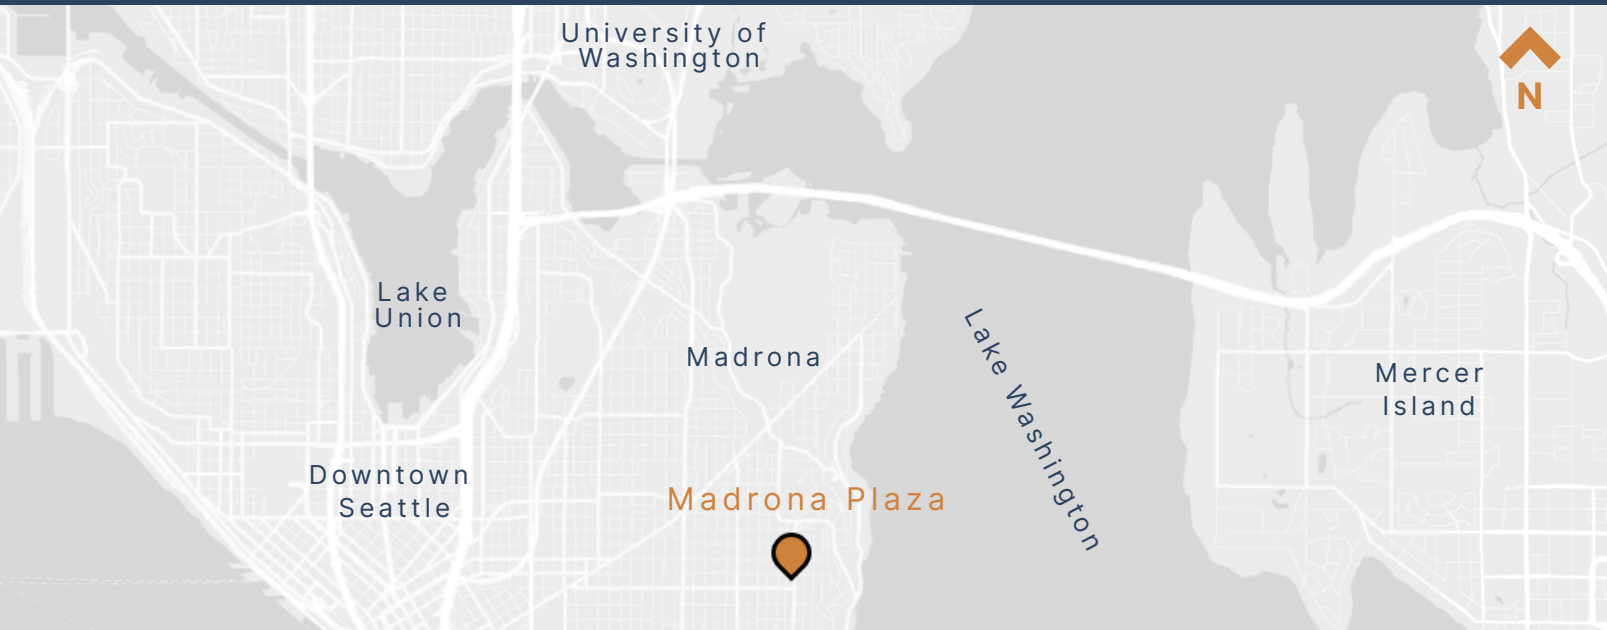 University of
Washington
N
Lake
Union
Madrona
Lake Washington
Mercer
Island
Downtown
Seattle
Madrona Plaza